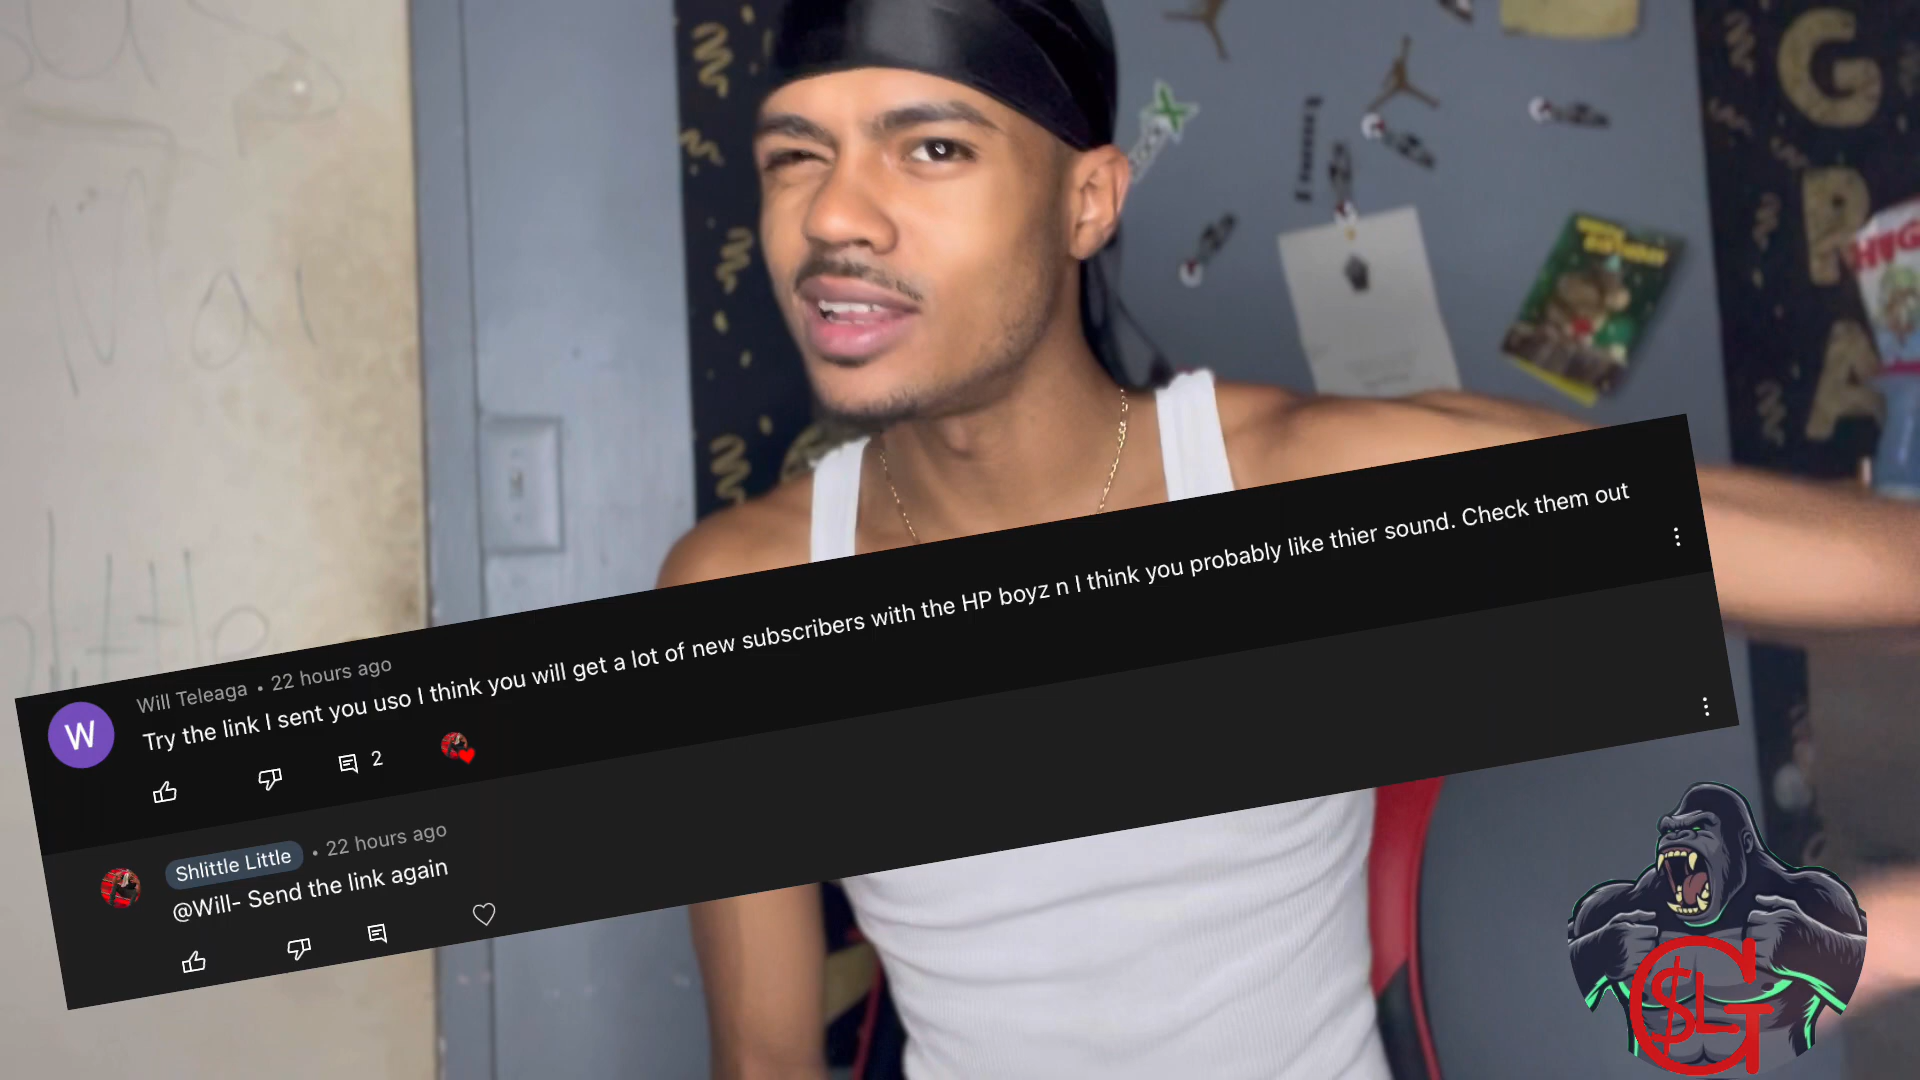 Will Teleaga • 22 hours ago
Try the link I sent you uso I think you will get a lot of new subscribers with the HP boyz n I think you probably like thier sound. Check them out
W
2
Shlittle Little • 22 hours ago
@Will- Send the link again
G
R
A
HUG
$LG